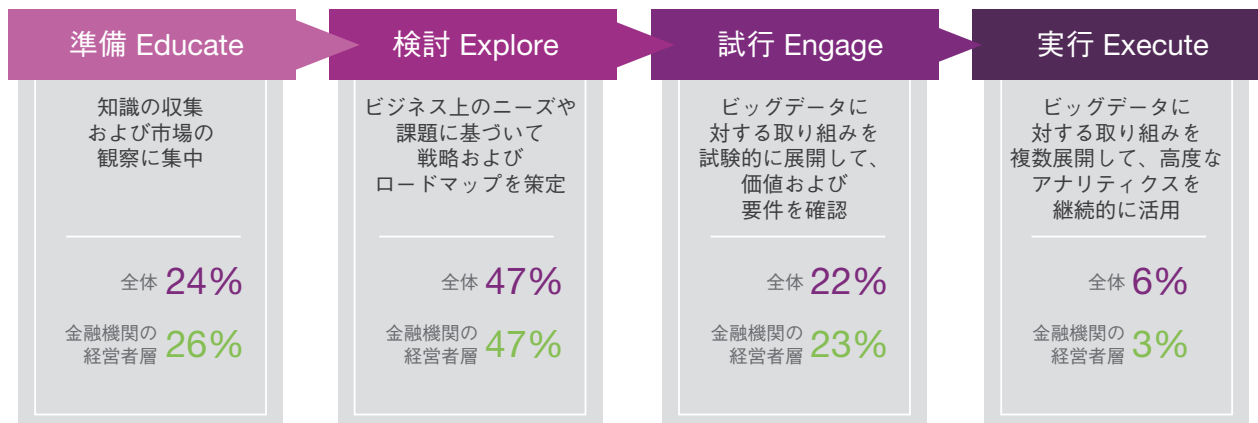 準備 Educate
知識の収集
および市場の
観察に集中
全体 24%
金融機関の
経営者層 26%
検討 Explore
ビジネス上のニーズや
課題に基づいて
戦略および
ロードマップを策定
全体 47%
金融機関の
経営者層 47%
試行 Engage
ビッグデータに
対する取り組みを
試験的に展開して、
価値および
要件を確認
全体 22%
金融機関の
経営者層 23%
実行 Execute
ビッグデータに
対する取り組みを
複数展開して、高度な
アナリティクスを
継続的に活用
全体 6%
金融機関の
経営者層 3%